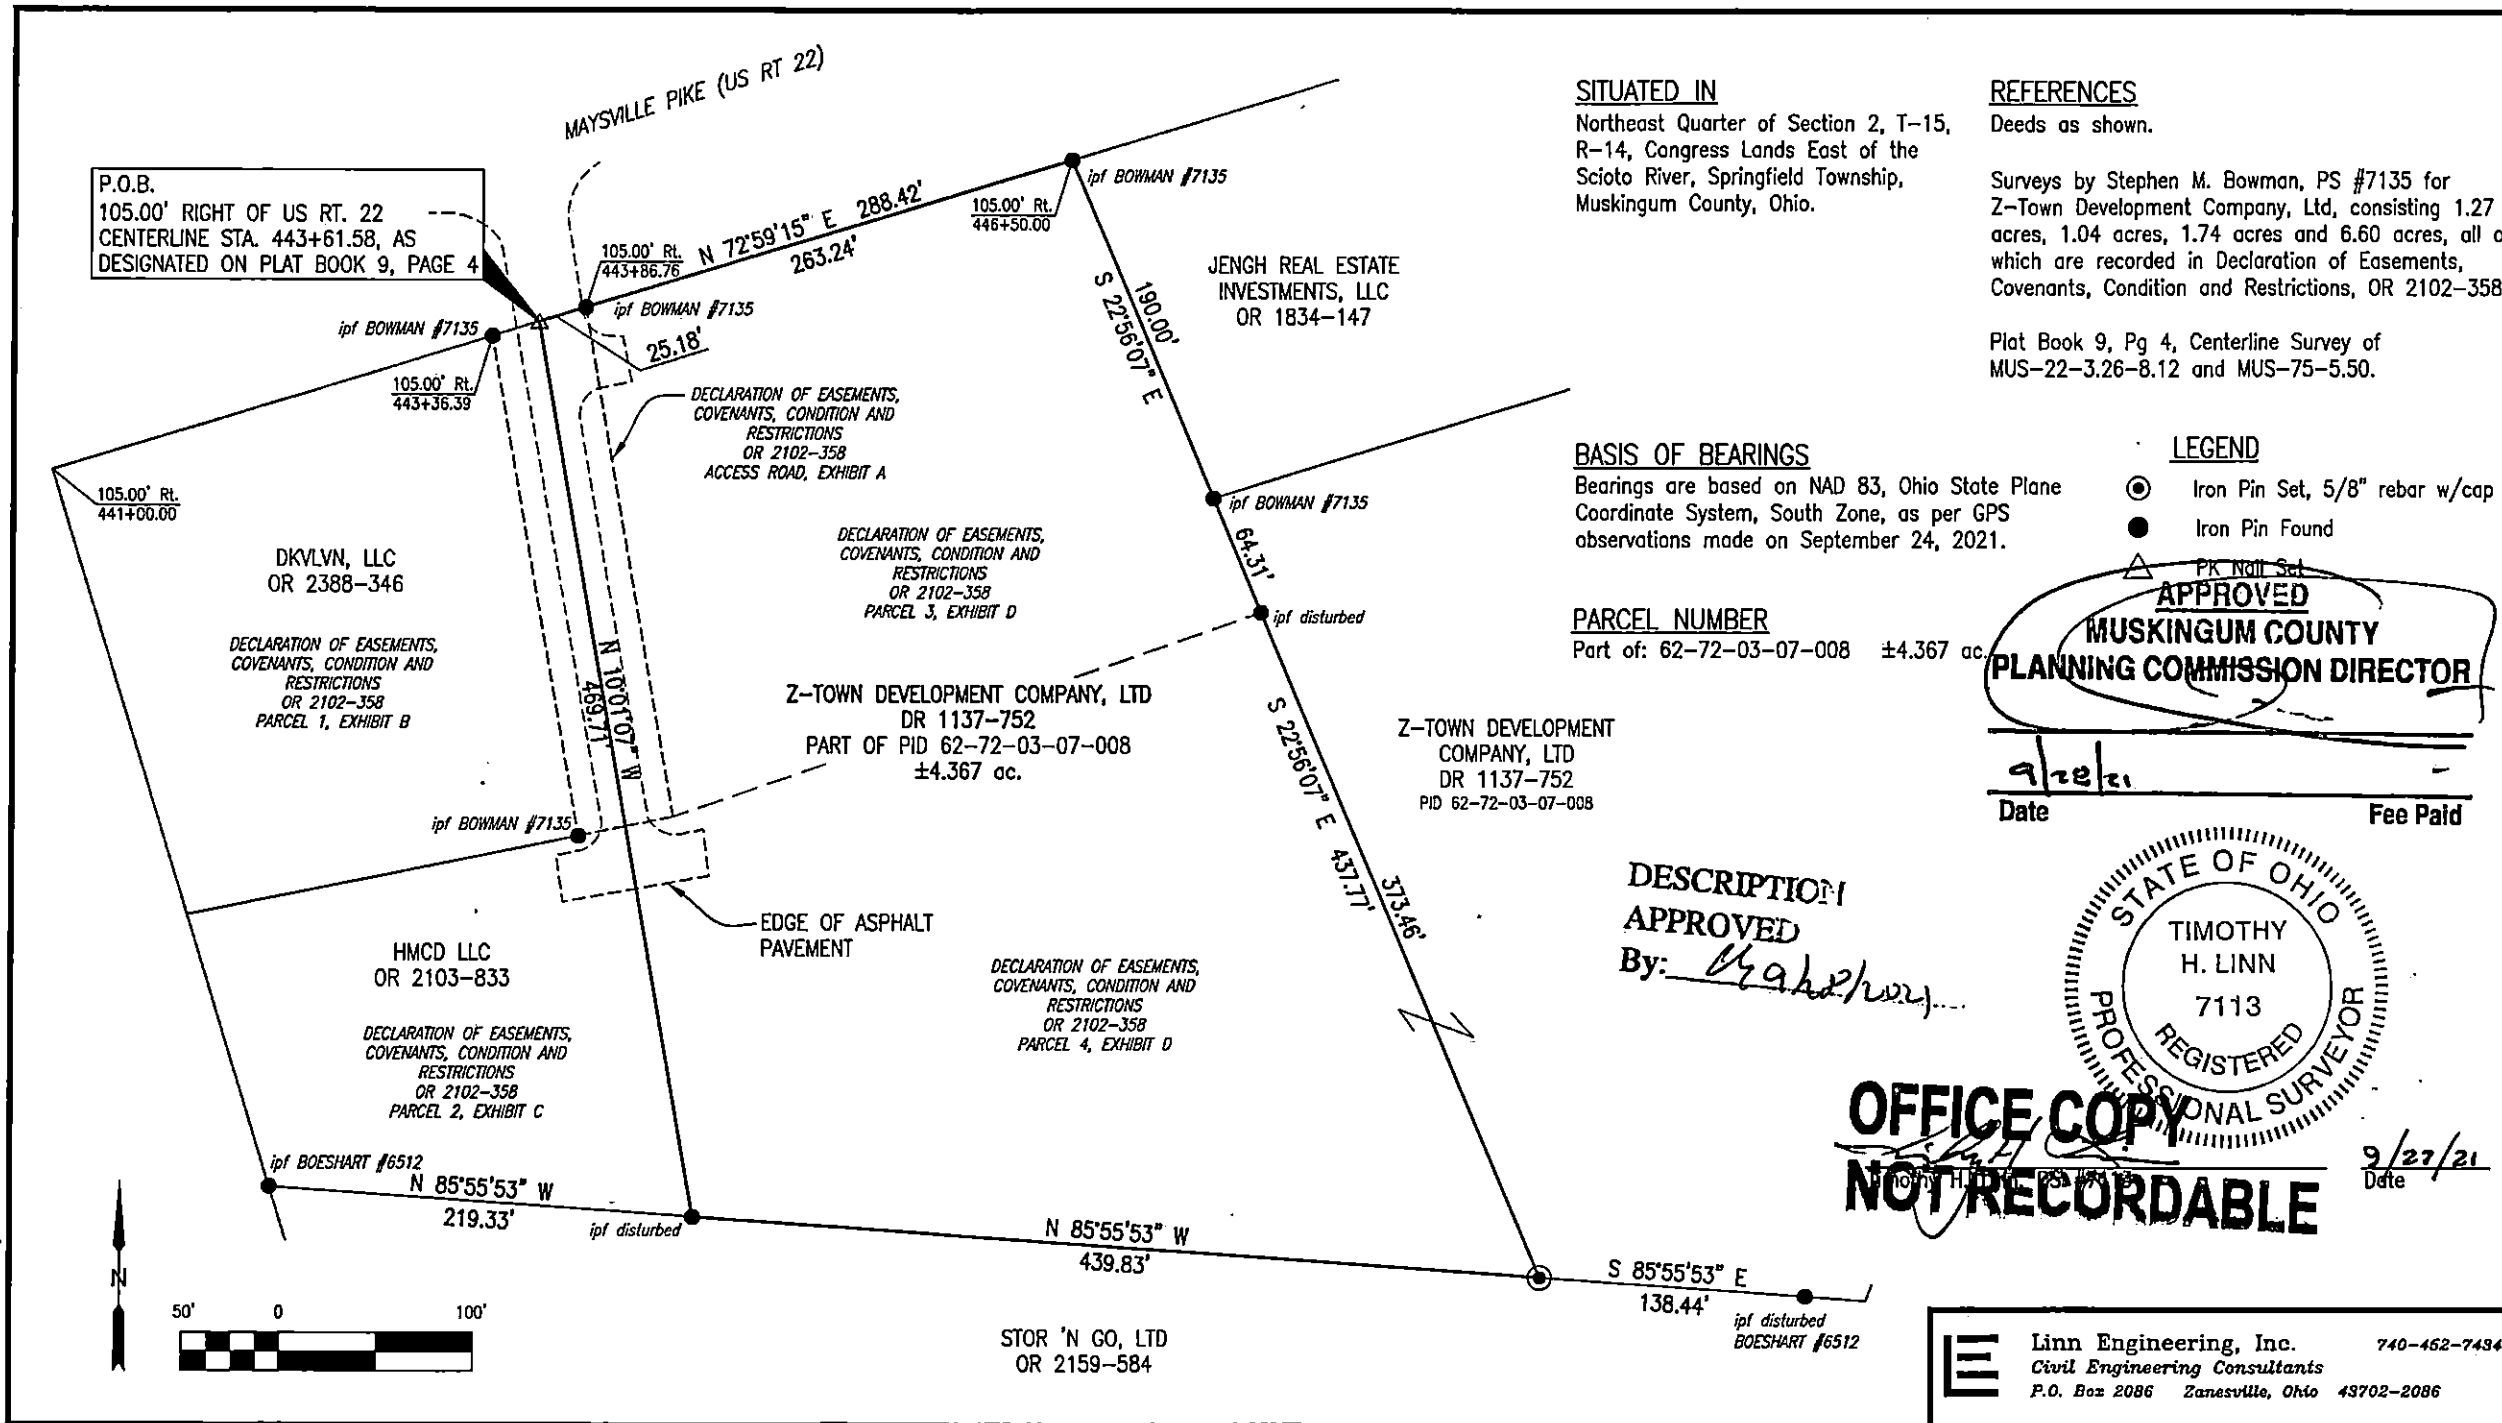 MAYSVILLE PIKE (US RT 22)
P.O.B.
105.00' RIGHT OF US RT. 22
CENTERLINE STA. 443+61.58, AS
DESIGNATED ON PLAT BOOK 9, PAGE 4
ipf BOWMAN #7135
105.00' Rt.
443+36.39
105.00' Rt.
443+86.76
ipf BOWMAN #7135
25.18'
N 72°59'15" E 288.42'
263.24'
105.00' Rt.
446+50.00
ipf BOWMAN #7135
190.00'
S 22°56'07" E
JENGH REAL ESTATE
INVESTMENTS, LLC
OR 1834-147
105.00' Rt.
441+00.00
DKVLVN, LLC
OR 2388-346
DECLARATION OF EASEMENTS,
COVENANTS, CONDITION AND
RESTRICTIONS
OR 2102-358
PARCEL 1, EXHIBIT B
DECLARATION OF EASEMENTS,
COVENANTS, CONDITION AND
RESTRICTIONS
OR 2102-358
ACCESS ROAD, EXHIBIT A
DECLARATION OF EASEMENTS,
COVENANTS, CONDITION AND
RESTRICTIONS
OR 2102-358
PARCEL 3, EXHIBIT D
ipf BOWMAN #7135
64.31'
ipf disturbed
N 10°01'07" W
469.71'
Z-TOWN DEVELOPMENT COMPANY, LTD
DR 1137-752
PART OF PID 62-72-03-07-008
±4.367 ac.
S 22°56'07" E 437.77'
373.46'
Z-TOWN DEVELOPMENT
COMPANY, LTD
DR 1137-752
PID 62-72-03-07-008
ipf BOWMAN #7135
EDGE OF ASPHALT
PAVEMENT
HMCD LLC
OR 2103-833
DECLARATION OF EASEMENTS,
COVENANTS, CONDITION AND
RESTRICTIONS
OR 2102-358
PARCEL 2, EXHIBIT C
DECLARATION OF EASEMENTS,
COVENANTS, CONDITION AND
RESTRICTIONS
OR 2102-358
PARCEL 4, EXHIBIT D
ipf BOESHART #6512
N 85°55'53" W
219.33'
ipf disturbed
N 85°55'53" W
439.83'
S 85°55'53" E
138.44'
ipf disturbed
BOESHART #6512
N
50' 0 100'
STOR 'N GO, LTD
OR 2159-584
SITUATED IN
Northeast Quarter of Section 2, T-15,
R-14, Congress Lands East of the
Scioto River, Springfield Township,
Muskingum County, Ohio.
REFERENCES
Deeds as shown.
Surveys by Stephen M. Bowman, PS #7135 for
Z-Town Development Company, Ltd, consisting 1.27
acres, 1.04 acres, 1.74 acres and 6.60 acres, all o
which are recorded in Declaration of Easements,
Covenants, Condition and Restrictions, OR 2102-358
Plat Book 9, Pg 4, Centerline Survey of
MUS-22-3.26-8.12 and MUS-75-5.50.
BASIS OF BEARINGS
Bearings are based on NAD 83, Ohio State Plane
Coordinate System, South Zone, as per GPS
observations made on September 24, 2021.
LEGEND
Iron Pin Set, 5/8" rebar w/cap
Iron Pin Found
PK Nail Set
PARCEL NUMBER
Part of: 62-72-03-07-008 ±4.367 ac.
APPROVED
MUSKINGUM COUNTY
PLANNING COMMISSION DIRECTOR
9/28/21
Date Fee Paid
DESCRIPTION
APPROVED
By: 9/28/2021
STATE OF OHIO
TIMOTHY
H. LINN
7113
REGISTERED
PROFESSIONAL SURVEYOR
OFFICE COPY
NOT RECORDABLE
9/27/21
Date
Linn Engineering, Inc. 740-452-7434
Civil Engineering Consultants
P.O. Box 2086 Zanesville, Ohio 43702-2086